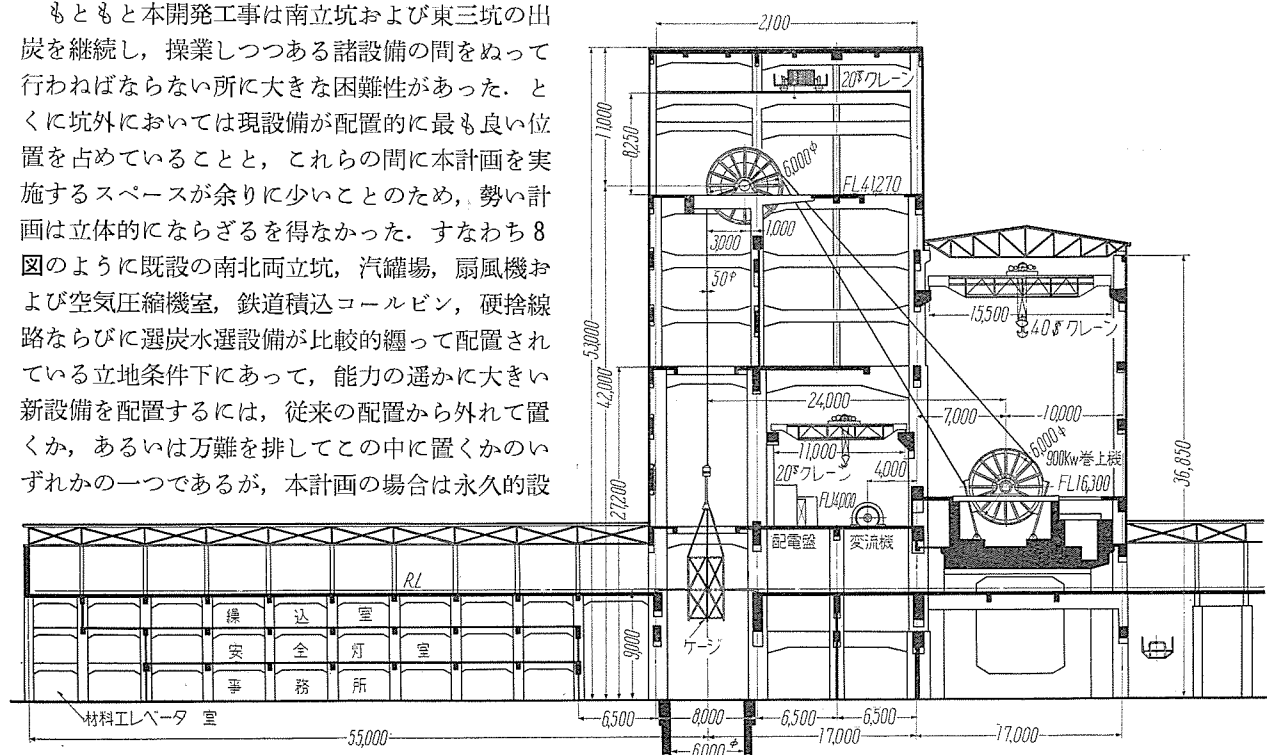 もともと本開発工事は南立坑および東三坑の出
炭を継続し，操業しつつある諸設備の間をぬって
行わねばならない所に大きな困難性があった．と
くに坑外においては現設備が配置的に最も良い位
置を占めていることと，これらの間に本計画を実
施するスペースが余りに少いことのため，勢い計
画は立体的にならざるを得なかった．すなわち8
図のように既設の南北両立坑，汽罐場，扇風機お
よび空気圧縮機室，鉄道積込コールビン，硬捨線
路ならびに選炭水選設備が比較的纒って配置され
ている立地条件下にあって，能力の遥かに大きい
新設備を配置するには，従来の配置から外れて置
くか，あるいは万難を排してこの中に置くかのい
ずれかの一つであるが，本計画の場合は永久的設
2,100
20ᵗクレーン
11,000
8,250
6,000φ
FL41,270
3,000
1,000
50φ
15,500
40ᵗクレーン
53,000
42,000
24,000
7,000
10,000
11,000
20ᵗクレーン
4,000
6,000φ
900Kw巻上機
FL16,300
36,850
27,200
FL14,000
配電盤
変流機
R.L
繰込室
安全灯室
事務所
ケージ
9,000
材料エレベータ室
6,500
8,000
6,500
6,500
55,000
6,000φ
17,000
17,000